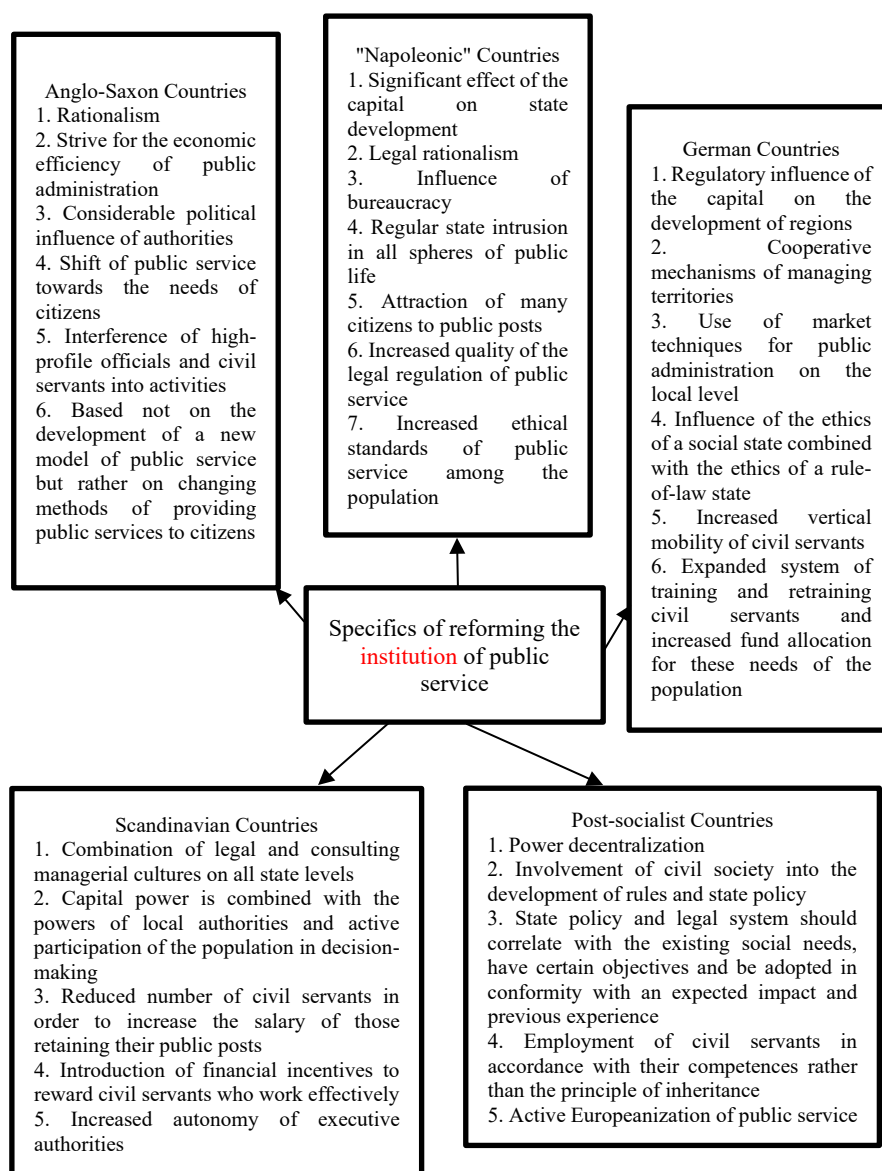 Anglo-Saxon Countries
1. Rationalism
2. Strive for the economic
efficiency of public
administration
3. Considerable political
influence of authorities
4. Shift of public service
towards the needs of
citizens
5. Interference of high-
profile officials and civil
servants into activities
6. Based not on the
development of a new
model of public service
but rather on changing
methods of providing
public services to citizens
"Napoleonic" Countries
1. Significant effect of the
capital on state
development
2. Legal rationalism
3. Influence of
bureaucracy
4. Regular state intrusion
in all spheres of public
life
5. Attraction of many
citizens to public posts
6. Increased quality of the
legal regulation of public
service
7. Increased ethical
standards of public
service among the
population
German Countries
1. Regulatory influence of
the capital on the
development of regions
2. Cooperative
mechanisms of managing
territories
3. Use of market
techniques for public
administration on the
local level
4. Influence of the ethics
of a social state combined
with the ethics of a rule-
of-law state
5. Increased vertical
mobility of civil servants
6. Expanded system of
training and retraining
civil servants and
increased fund allocation
for these needs of the
population
Specifics of reforming the
institution of public
service
Scandinavian Countries
1. Combination of legal and consulting
managerial cultures on all state levels
2. Capital power is combined with the
powers of local authorities and active
participation of the population in decision-
making
3. Reduced number of civil servants in
order to increase the salary of those
retaining their public posts
4. Introduction of financial incentives to
reward civil servants who work effectively
5. Increased autonomy of executive
authorities
Post-socialist Countries
1. Power decentralization
2. Involvement of civil society into the
development of rules and state policy
3. State policy and legal system should
correlate with the existing social needs,
have certain objectives and be adopted in
conformity with an expected impact and
previous experience
4. Employment of civil servants in
accordance with their competences rather
than the principle of inheritance
5. Active Europeanization of public service